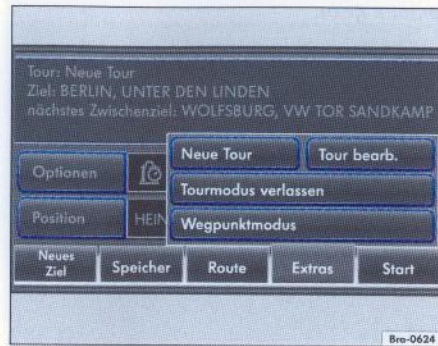 Tour: Neue Tour
Ziel: BERLIN, UNTER DEN LINDEN
nächstes Zwischenziel: WOLFSBURG, VW TOR SANDKAMP
Neue Tour Tour bearb.
Optionen
Tourmodus verlassen
Position HEIN
Wegpunktmodus
Neues Ziel Speicher Route Extras Start
Bra-0624